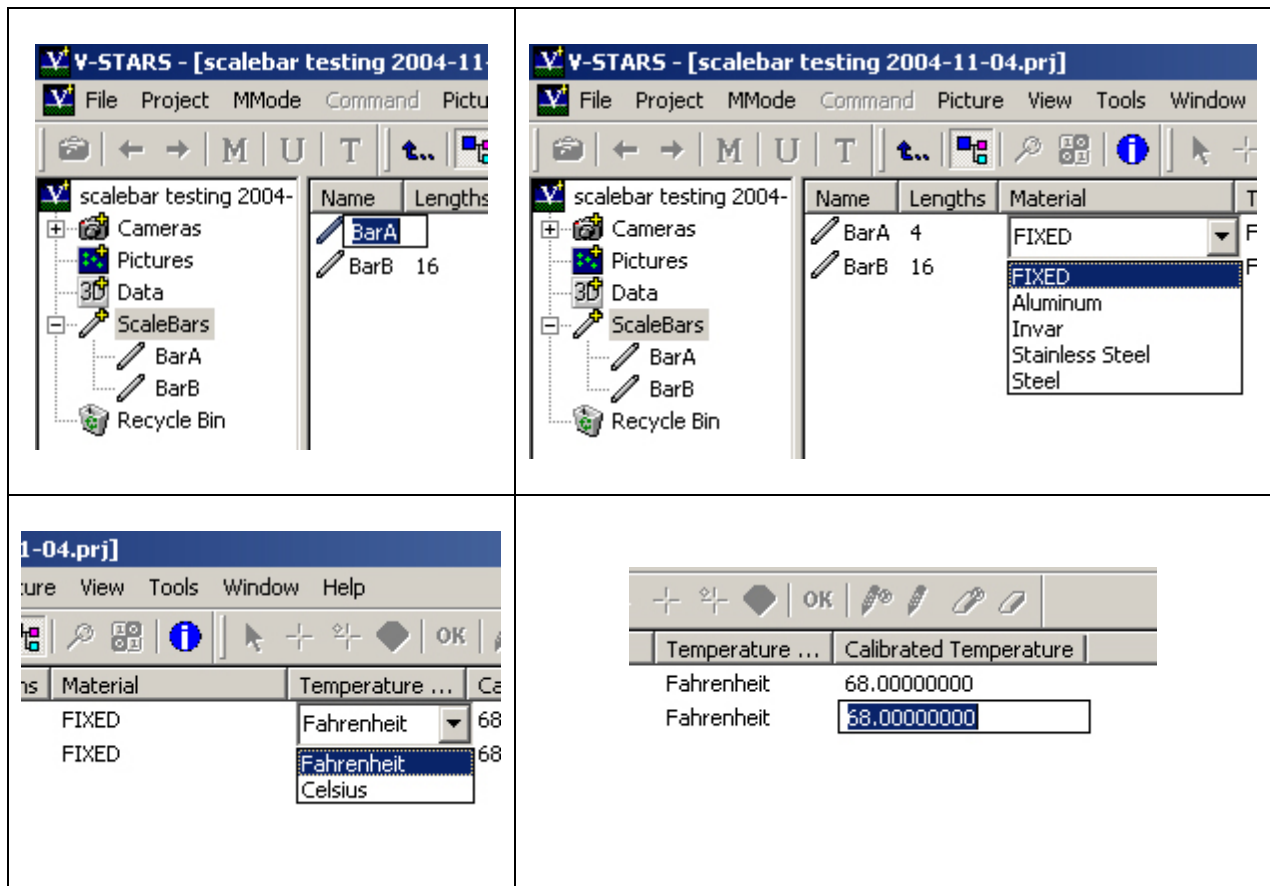 V-STARS - [scalebar testing 2004-11-
File Project MMode Command Pictu
M U T
scalebar testing 2004-
Name Lengths
Cameras
BarA
Pictures
BarB 16
3D Data
ScaleBars
BarA
BarB
Recycle Bin
V-STARS - [scalebar testing 2004-11-04.prj]
File Project MMode Command Picture View Tools Window
M U T
scalebar testing 2004-
Name Lengths Material T
Cameras
BarA 4 FIXED F
Pictures
BarB 16 F
FIXED
3D Data
Aluminum
ScaleBars
Invar
BarA
Stainless Steel
BarB
Steel
Recycle Bin
1-04.prj]
ture View Tools Window Help
OK
ns Material Temperature ... Ca
FIXED Fahrenheit 68
FIXED 68
Fahrenheit
Celsius
OK
Temperature ... Calibrated Temperature
Fahrenheit 68.00000000
Fahrenheit 68.00000000